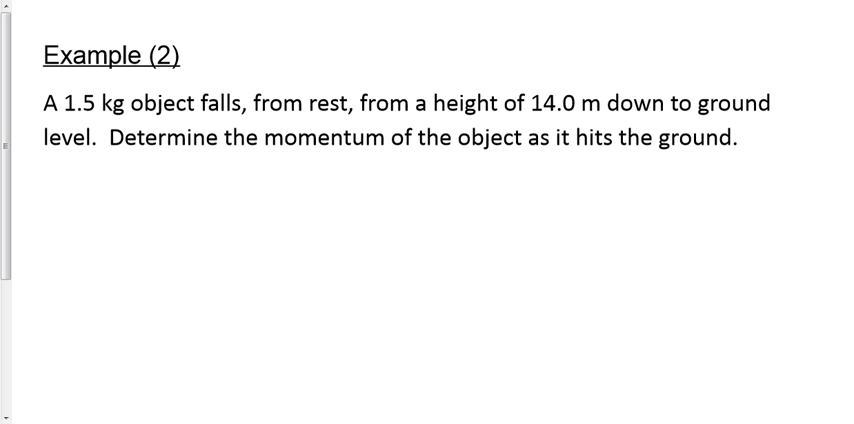 Example (2)
A 1.5 kg object falls, from rest, from a height of 14.0 m down to ground
level.  Determine the momentum of the object as it hits the ground.